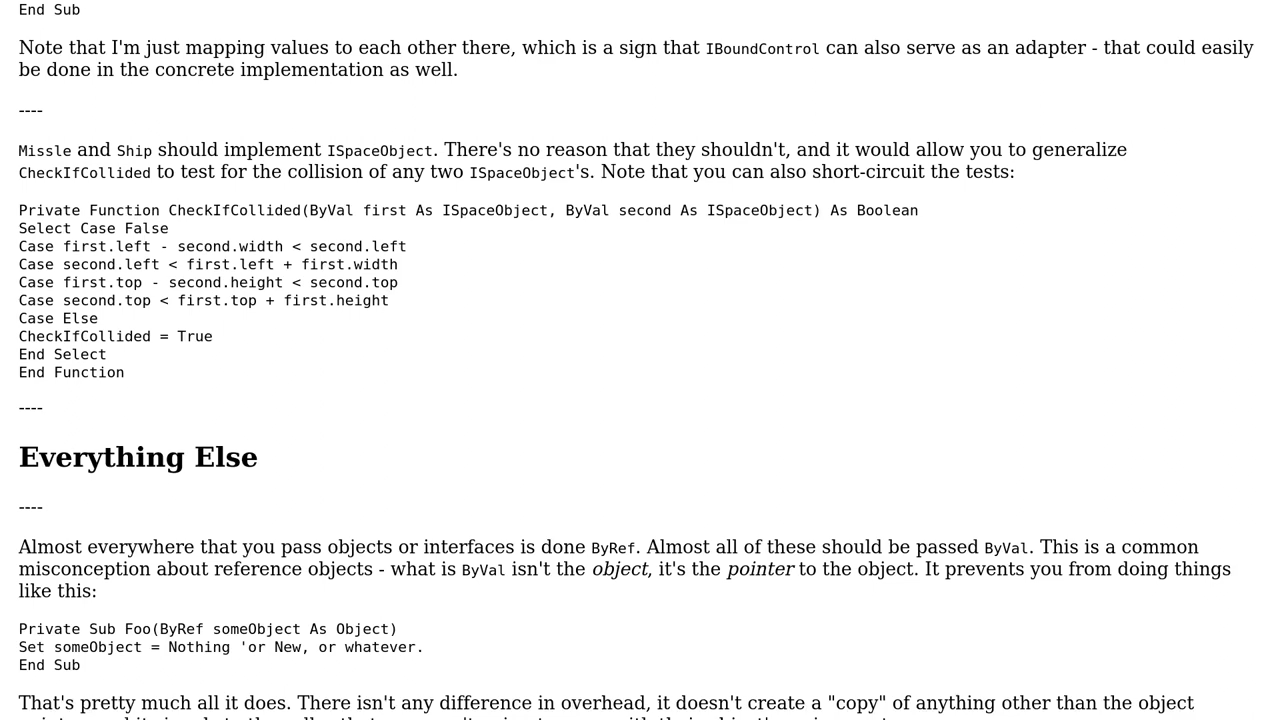 End Sub
Note that I'm just mapping values to each other there, which is a sign that IBoundControl can also serve as an adapter - that could easily
be done in the concrete implementation as well.
----
Missle and Ship should implement ISpaceObject. There's no reason that they shouldn't, and it would allow you to generalize
CheckIfCollided to test for the collision of any two ISpaceObject's. Note that you can also short-circuit the tests:
Private Function CheckIfCollided(ByVal first As ISpaceObject, ByVal second As ISpaceObject) As Boolean
Select Case False
Case first.left - second.width < second.left
Case second.left < first.left + first.width
Case first.top - second.height < second.top
Case second.top < first.top + first.height
Case Else
CheckIfCollided = True
End Select
End Function
----
Everything Else
----
Almost everywhere that you pass objects or interfaces is done ByRef. Almost all of these should be passed ByVal. This is a common
misconception about reference objects - what is ByVal isn't the object, it's the pointer to the object. It prevents you from doing things
like this:
Private Sub Foo(ByRef someObject As Object)
Set someObject = Nothing 'or New, or whatever.
End Sub
That's pretty much all it does. There isn't any difference in overhead, it doesn't create a "copy" of anything other than the object